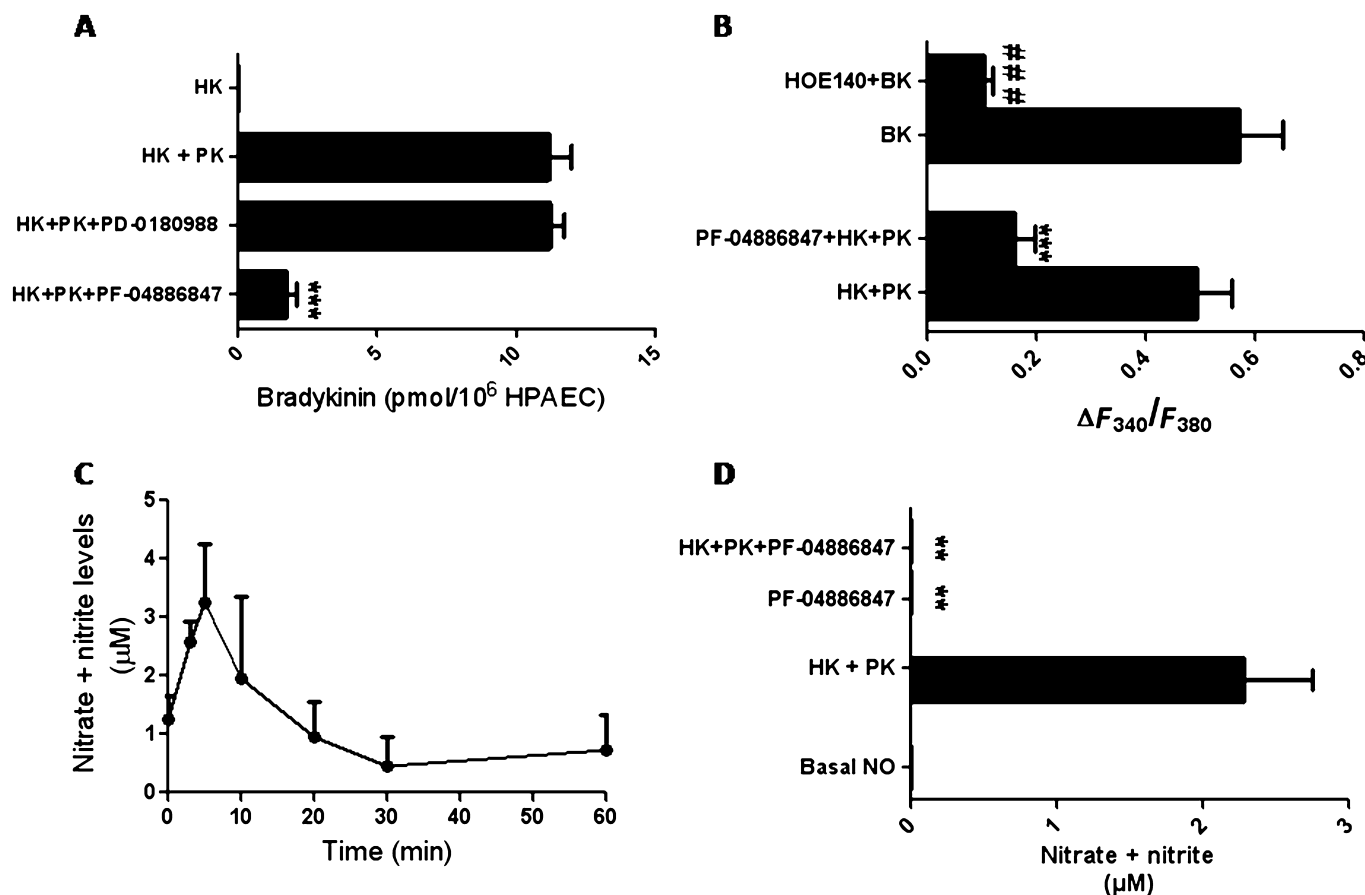 A
HK
HK + PK
HK+PK+PD-0180988
HK+PK+PF-04886847
***
0 5 10 15
Bradykinin (pmol/10⁶ HPAEC)
B
HOE140+BK
###
BK
PF-04886847+HK+PK
***
HK+PK
0.0 0.2 0.4 0.6 0.8
ΔF₃₄₀/F₃₈₀
C
Nitrate + nitrite levels
(µM)
5
4
3
2
1
0
0 10 20 30 40 50 60
Time (min)
D
HK+PK+PF-04886847
**
PF-04886847
**
HK + PK
Basal NO
0 1 2 3
Nitrate + nitrite
(µM)